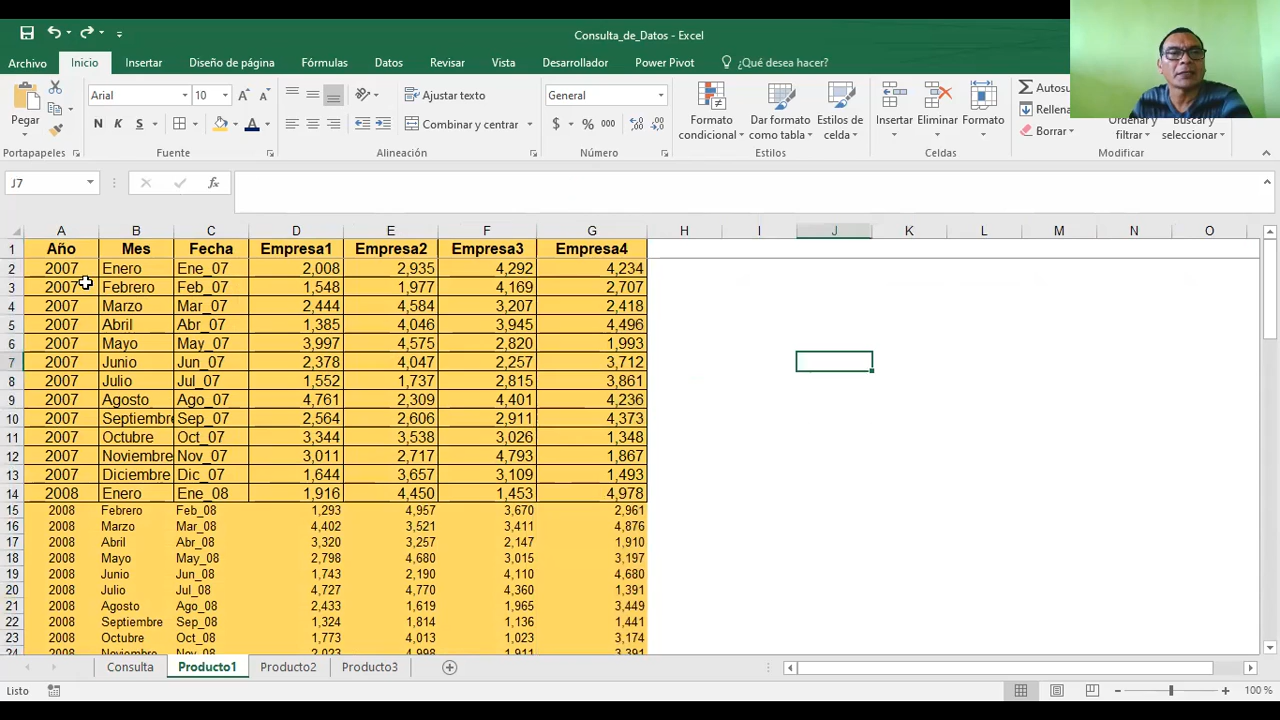 Consulta_de_Datos - Excel
Archivo Inicio Insertar Diseño de página Fórmulas Datos Revisar Vista Desarrollador Power Pivot ¿Qué desea hacer?
Pegar
Arial 10
N K S
Ajustar texto
Combinar y centrar
General
$ % 000
Formato condicional
Dar formato como tabla
Estilos de celda
Insertar Eliminar Formato
Autosu
Rellena
Borrar
Ordenar y filtrar
Buscar y seleccionar
Portapapeles Fuente Alineación Número Estilos Celdas Modificar
J7 fx
A B C D E F G H I J K L M N O
1 Año Mes Fecha Empresa1 Empresa2 Empresa3 Empresa4
2 2007 Enero Ene_07 2,008 2,935 4,292 4,234
3 2007 Febrero Feb_07 1,548 1,977 4,169 2,707
4 2007 Marzo Mar_07 2,444 4,584 3,207 2,418
5 2007 Abril Abr_07 1,385 4,046 3,945 4,496
6 2007 Mayo May_07 3,997 4,575 2,820 1,993
7 2007 Junio Jun_07 2,378 4,047 2,257 3,712
8 2007 Julio Jul_07 1,552 1,737 2,815 3,861
9 2007 Agosto Ago_07 4,761 2,309 4,401 4,236
10 2007 Septiembre Sep_07 2,564 2,606 2,911 4,373
11 2007 Octubre Oct_07 3,344 3,538 3,026 1,348
12 2007 Noviembre Nov_07 3,011 2,717 4,793 1,867
13 2007 Diciembre Dic_07 1,644 3,657 3,109 1,493
14 2008 Enero Ene_08 1,916 4,450 1,453 4,978
15 2008 Febrero Feb_08 1,293 4,957 3,670 2,961
16 2008 Marzo Mar_08 4,402 3,521 3,411 4,876
17 2008 Abril Abr_08 3,320 3,257 2,147 1,910
18 2008 Mayo May_08 2,798 4,680 3,015 3,197
19 2008 Junio Jun_08 1,743 2,190 4,110 4,680
20 2008 Julio Jul_08 4,727 4,770 4,360 1,391
21 2008 Agosto Ago_08 2,433 1,619 1,965 3,449
22 2008 Septiembre Sep_08 1,324 1,814 1,136 1,441
23 2008 Octubre Oct_08 1,773 4,013 1,023 3,174
24 2008 Noviembre Nov_08 2,023 4,998 1,911 3,391
Consulta Producto1 Producto2 Producto3
Listo 100 %